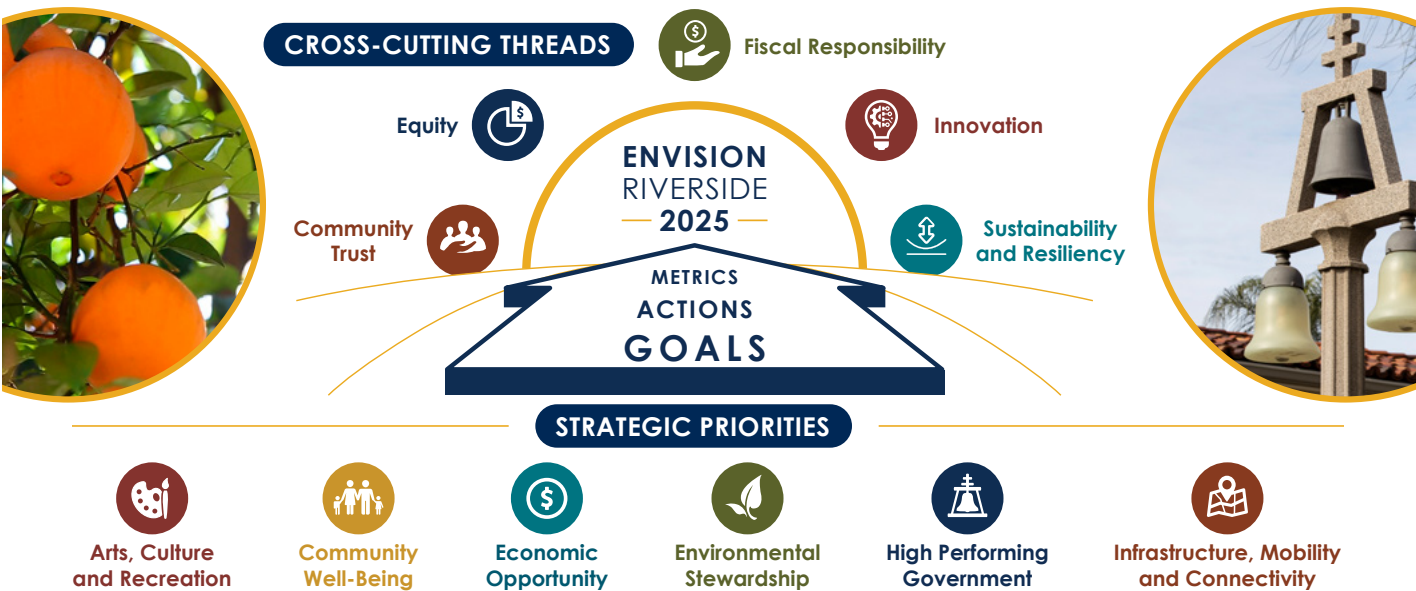 CROSS-CUTTING THREADS
Fiscal Responsibility
Equity
Innovation
Community
Trust
Sustainability
and Resiliency
ENVISION
RIVERSIDE
2025
METRICS
ACTIONS
GOALS
STRATEGIC PRIORITIES
Arts, Culture
and Recreation
Community
Well-Being
Economic
Opportunity
Environmental
Stewardship
High Performing
Government
Infrastructure, Mobility
and Connectivity